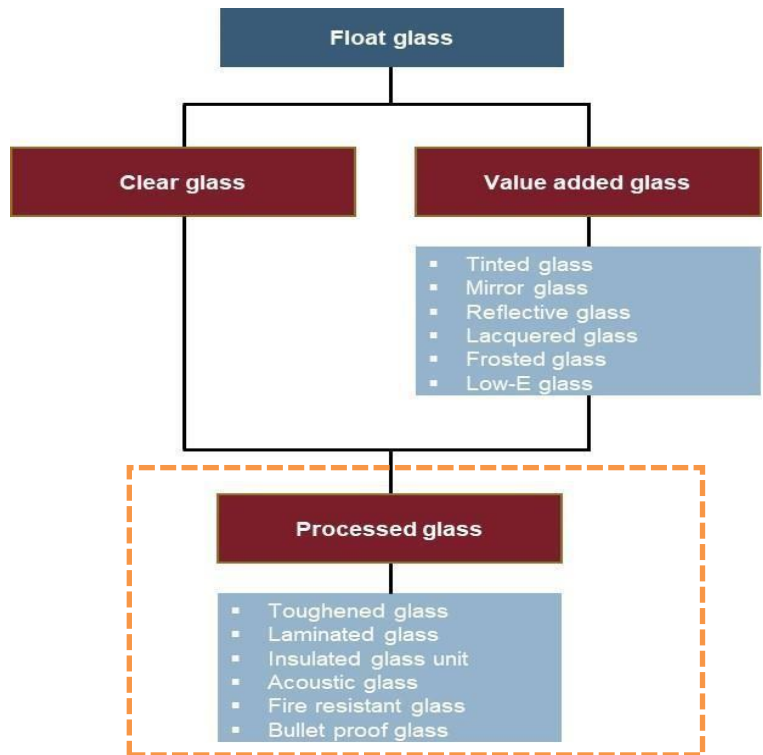 Float glass
Clear glass
Value added glass
▪ Tinted glass
▪ Mirror glass
▪ Reflective glass
▪ Lacquered glass
▪ Frosted glass
▪ Low-E glass
Processed glass
▪ Toughened glass
▪ Laminated glass
▪ Insulated glass unit
▪ Acoustic glass
▪ Fire resistant glass
▪ Bullet proof glass